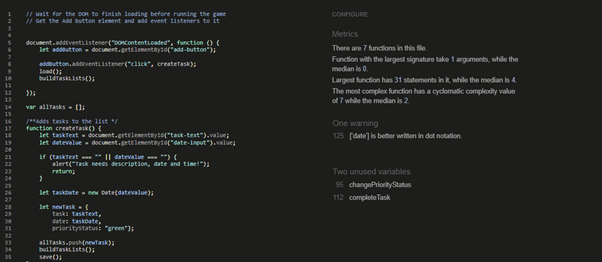 1 // Wait for the DOM to finish loading before running the game
2 // Get the Add button element and add event listeners to it
3
4
5 document.addEventListener("DOMContentLoaded", function () {
6 let addButton = document.getElementById("add-button");
7
8 addButton.addEventListener("click", createTask);
9 load();
10 buildTaskLists();
11
12 });
13
14 var allTasks = [];
15
16 /**Adds tasks to the list */
17 function createTask() {
18 let taskText = document.getElementById("task-text").value;
19 let dateValue = document.getElementById("date-input").value;
20
21 if (taskText === "" || dateValue === "") {
22 alert("Task needs description, date and time!");
23 return;
24 }
25
26 let taskDate = new Date(dateValue);
27
28 let newTask = {
29 task: taskText,
30 date: taskDate,
31 priorityStatus: "green"};
32
33 allTasks.push(newTask);
34 buildTaskLists();
35 save();
CONFIGURE
Metrics
There are 7 functions in this file.
Function with the largest signature take 1 arguments, while the
median is 0.
Largest function has 31 statements in it, while the median is 4.
The most complex function has a cyclomatic complexity value
of 7 while the median is 2.
One warning
125 ['date'] is better written in dot notation.
Two unused variables
95 changePriorityStatus
112 completeTask